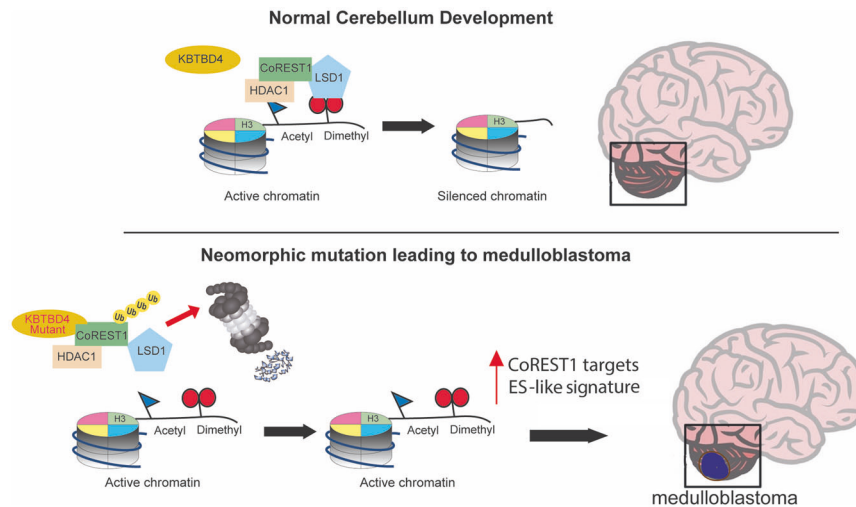 Normal Cerebellum Development
KBTBD4
CoREST1
LSD1
HDAC1
H3
Acetyl Dimethyl
Active chromatin
Silenced chromatin
Neomorphic mutation leading to medulloblastoma
Ub Ub Ub Ub
KBTBD4
Mutant
CoREST1
HDAC1
LSD1
CoREST1 targets
ES-like signature
H3
Acetyl Dimethyl
Active chromatin
H3
Acetyl Dimethyl
Active chromatin
medulloblastoma